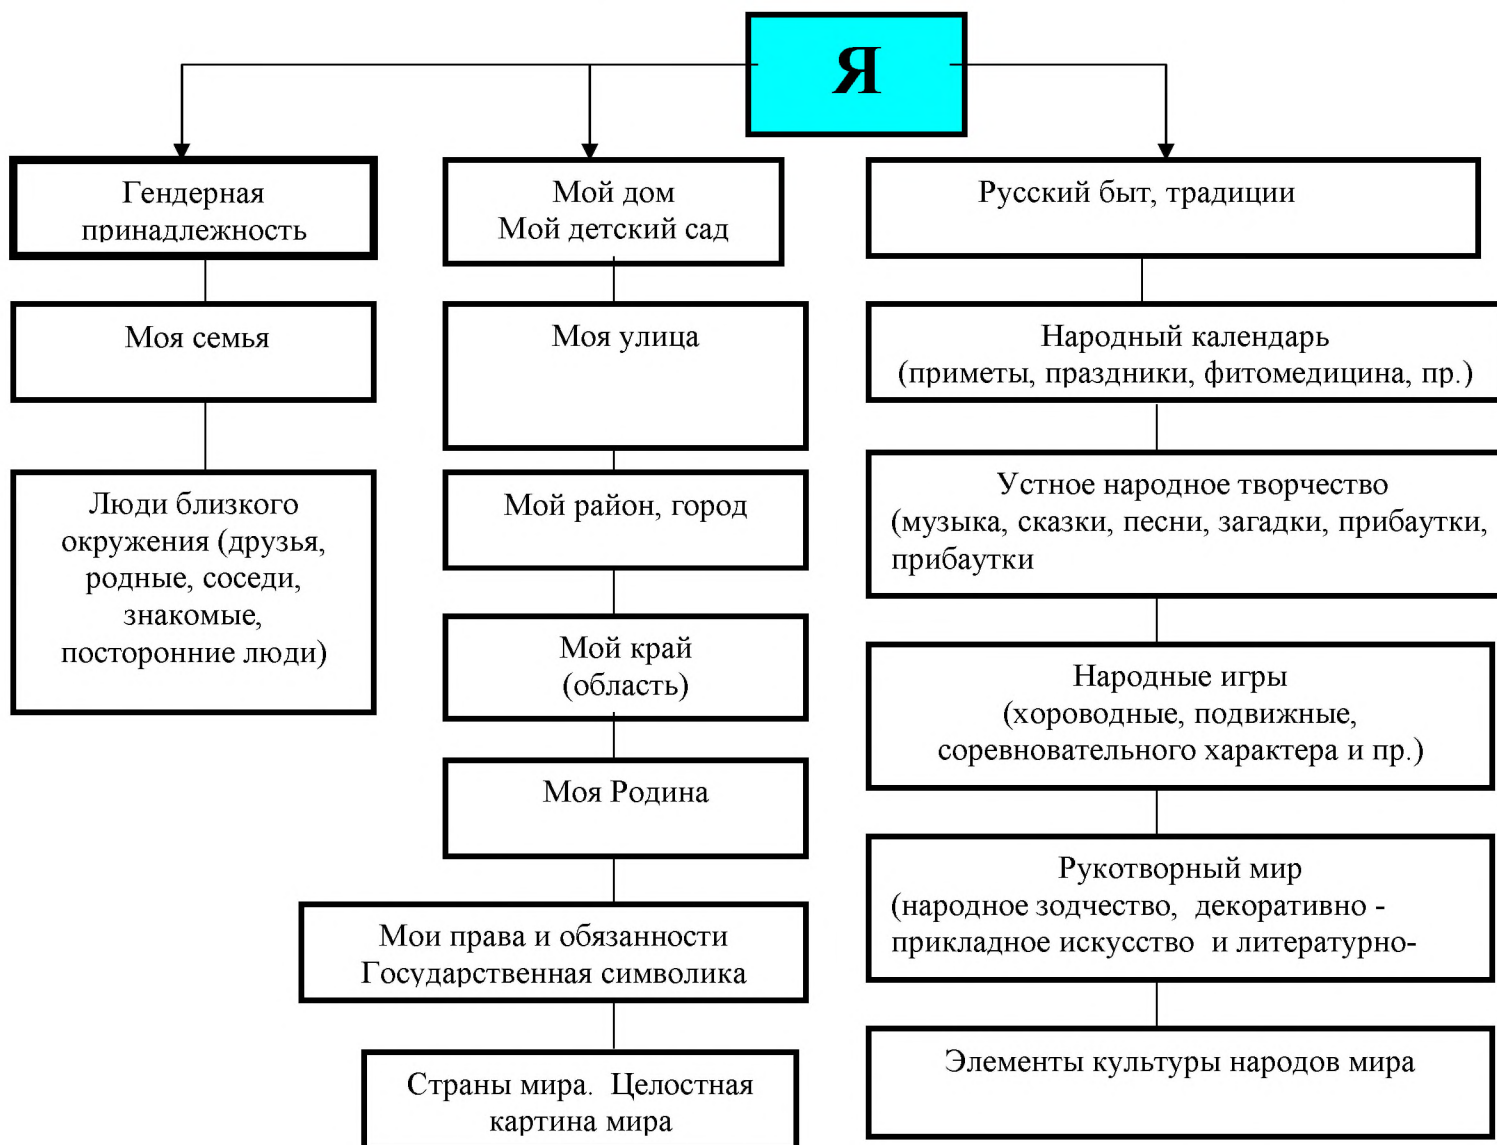 Я
Гендерная
принадлежность
Моя семья
Люди близкого
окружения (друзья,
родные, соседи,
знакомые,
посторонние люди)
Мой дом
Мой детский сад
Моя улица
Мой район, город
Мой край
(область)
Моя Родина
Мои права и обязанности
Государственная символика
Страны мира.  Целостная
картина мира
Русский быт, традиции
Народный календарь
(приметы, праздники, фитомедицина, пр.)
Устное народное творчество
(музыка, сказки, песни, загадки, прибаутки,
прибаутки
Народные игры
(хороводные, подвижные,
соревновательного характера и пр.)
Рукотворный мир
(народное зодчество,  декоративно -
прикладное искусство  и литературно-
Элементы культуры народов мира